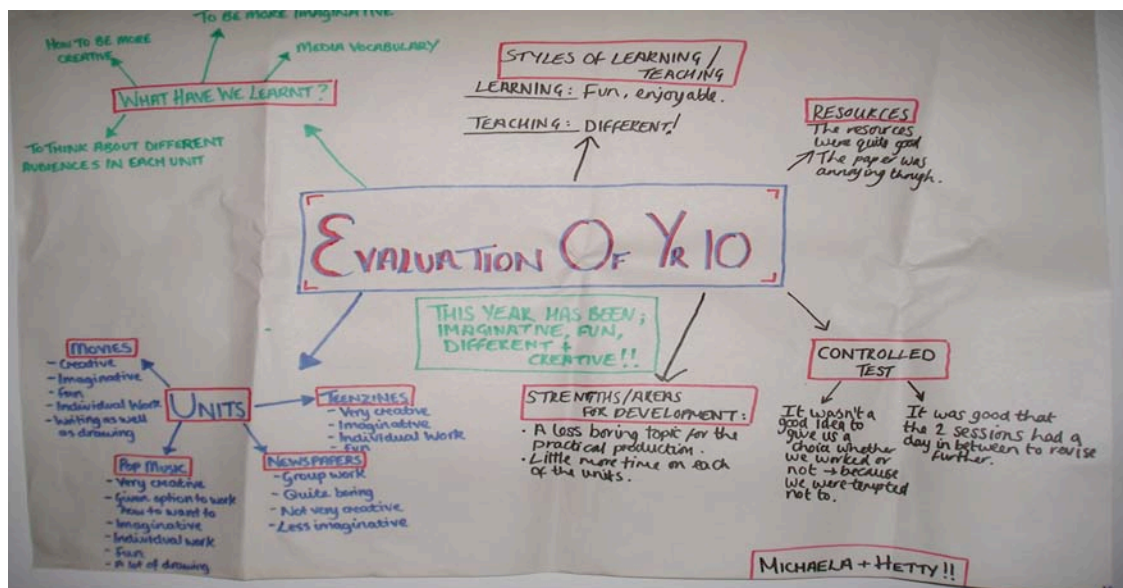 TO BE MORE IMAGINATIVE
HOW TO BE MORE
CREATIVE
MEDIA VOCABULARY
WHAT HAVE WE LEARNT?
TO THINK ABOUT DIFFERENT
AUDIENCES IN EACH UNIT
STYLES OF LEARNING/
TEACHING
LEARNING: Fun, enjoyable.
TEACHING: DIFFERENT!
RESOURCES
The resources
were quite good
The paper was
annoying though.
EVALUATION OF YR 10
THIS YEAR HAS BEEN;
IMAGINATIVE, FUN,
DIFFERENT +
CREATIVE!!
UNITS
MOVIES
- Creative
- Imaginative
- Fun
- Individual Work
- Writing as well
as drawing
TEENZINES
- Very creative
- Imaginative
- Individual Work
- Fun
POP MUSIC
- Very creative
- Given option to work
how to want to
- Imaginative
- Individual work
- Fun
- A lot of drawing
NEWSPAPERS
- Group work
- Quite boring
- Not very creative
- Less imaginative
STRENGTHS/AREAS
FOR DEVELOPMENT:
• A less boring topic for the
practical production.
• Little more time on each
of the units.
CONTROLLED
TEST
It wasn't a
good idea to
give us a
choice whether
we worked or
not → because
we were tempted
not to.
It was good that
the 2 sessions had a
day in between to revise
further.
MICHAELA + HETTY!!